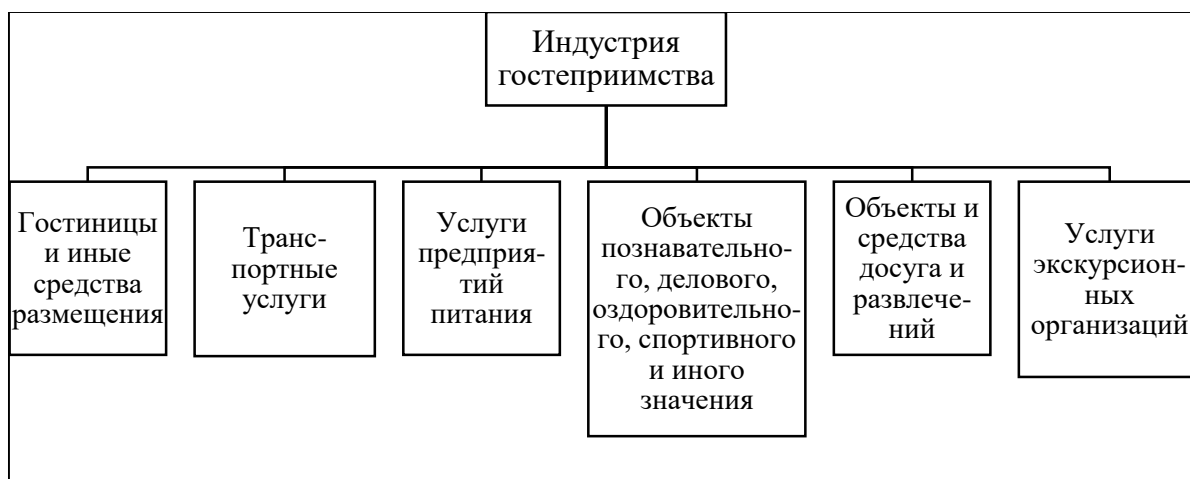 Индустрия
гостеприимства
Гостиницы
и иные
средства
размещения
Транс-
портные
услуги
Услуги
предприя-
тий
питания
Объекты
познавательно-
го, делового,
оздоровительно-
го, спортивного
и иного
значения
Объекты и
средства
досуга и
развлече-
ний
Услуги
экскурсион-
ных
организаций